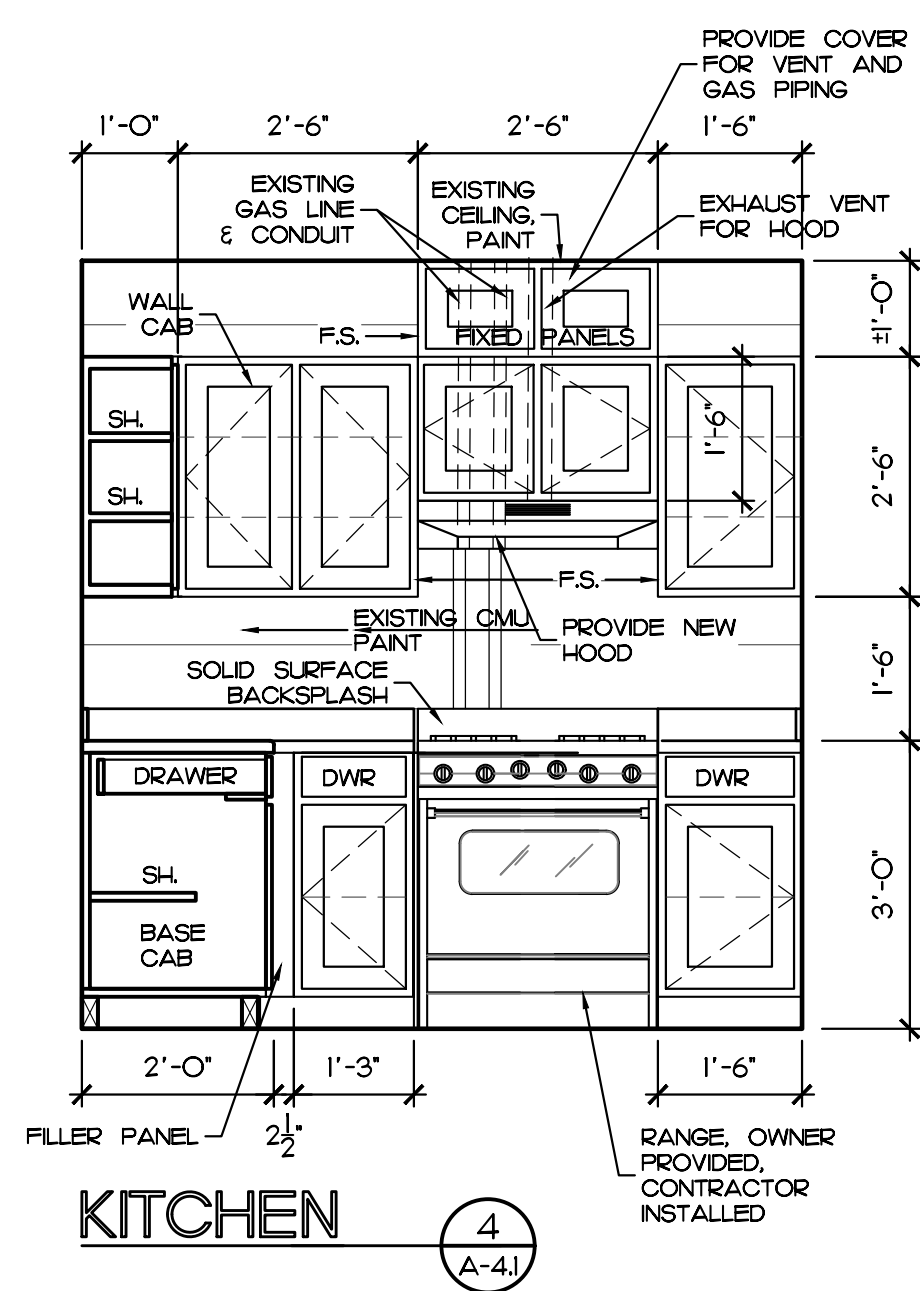 PROVIDE COVER
FOR VENT AND
GAS PIPING
1'-0"
2'-6"
2'-6"
1'-6"
EXISTING
GAS LINE
& CONDUIT
EXISTING
CEILING,
PAINT
EXHAUST VENT
FOR HOOD
WALL
CAB
F.S.
FIXED PANELS
±1'-0"
SH.
SH.
1'-6"
2'-6"
F.S.
EXISTING CMU
PAINT
PROVIDE NEW
HOOD
SOLID SURFACE
BACKSPLASH
1'-6"
DRAWER
DWR
DWR
SH.
BASE
CAB
3'-0"
2'-0"
1'-3"
1'-6"
FILLER PANEL
2 1/2"
RANGE, OWNER
PROVIDED,
CONTRACTOR
INSTALLED
KITCHEN
4
A-4.1